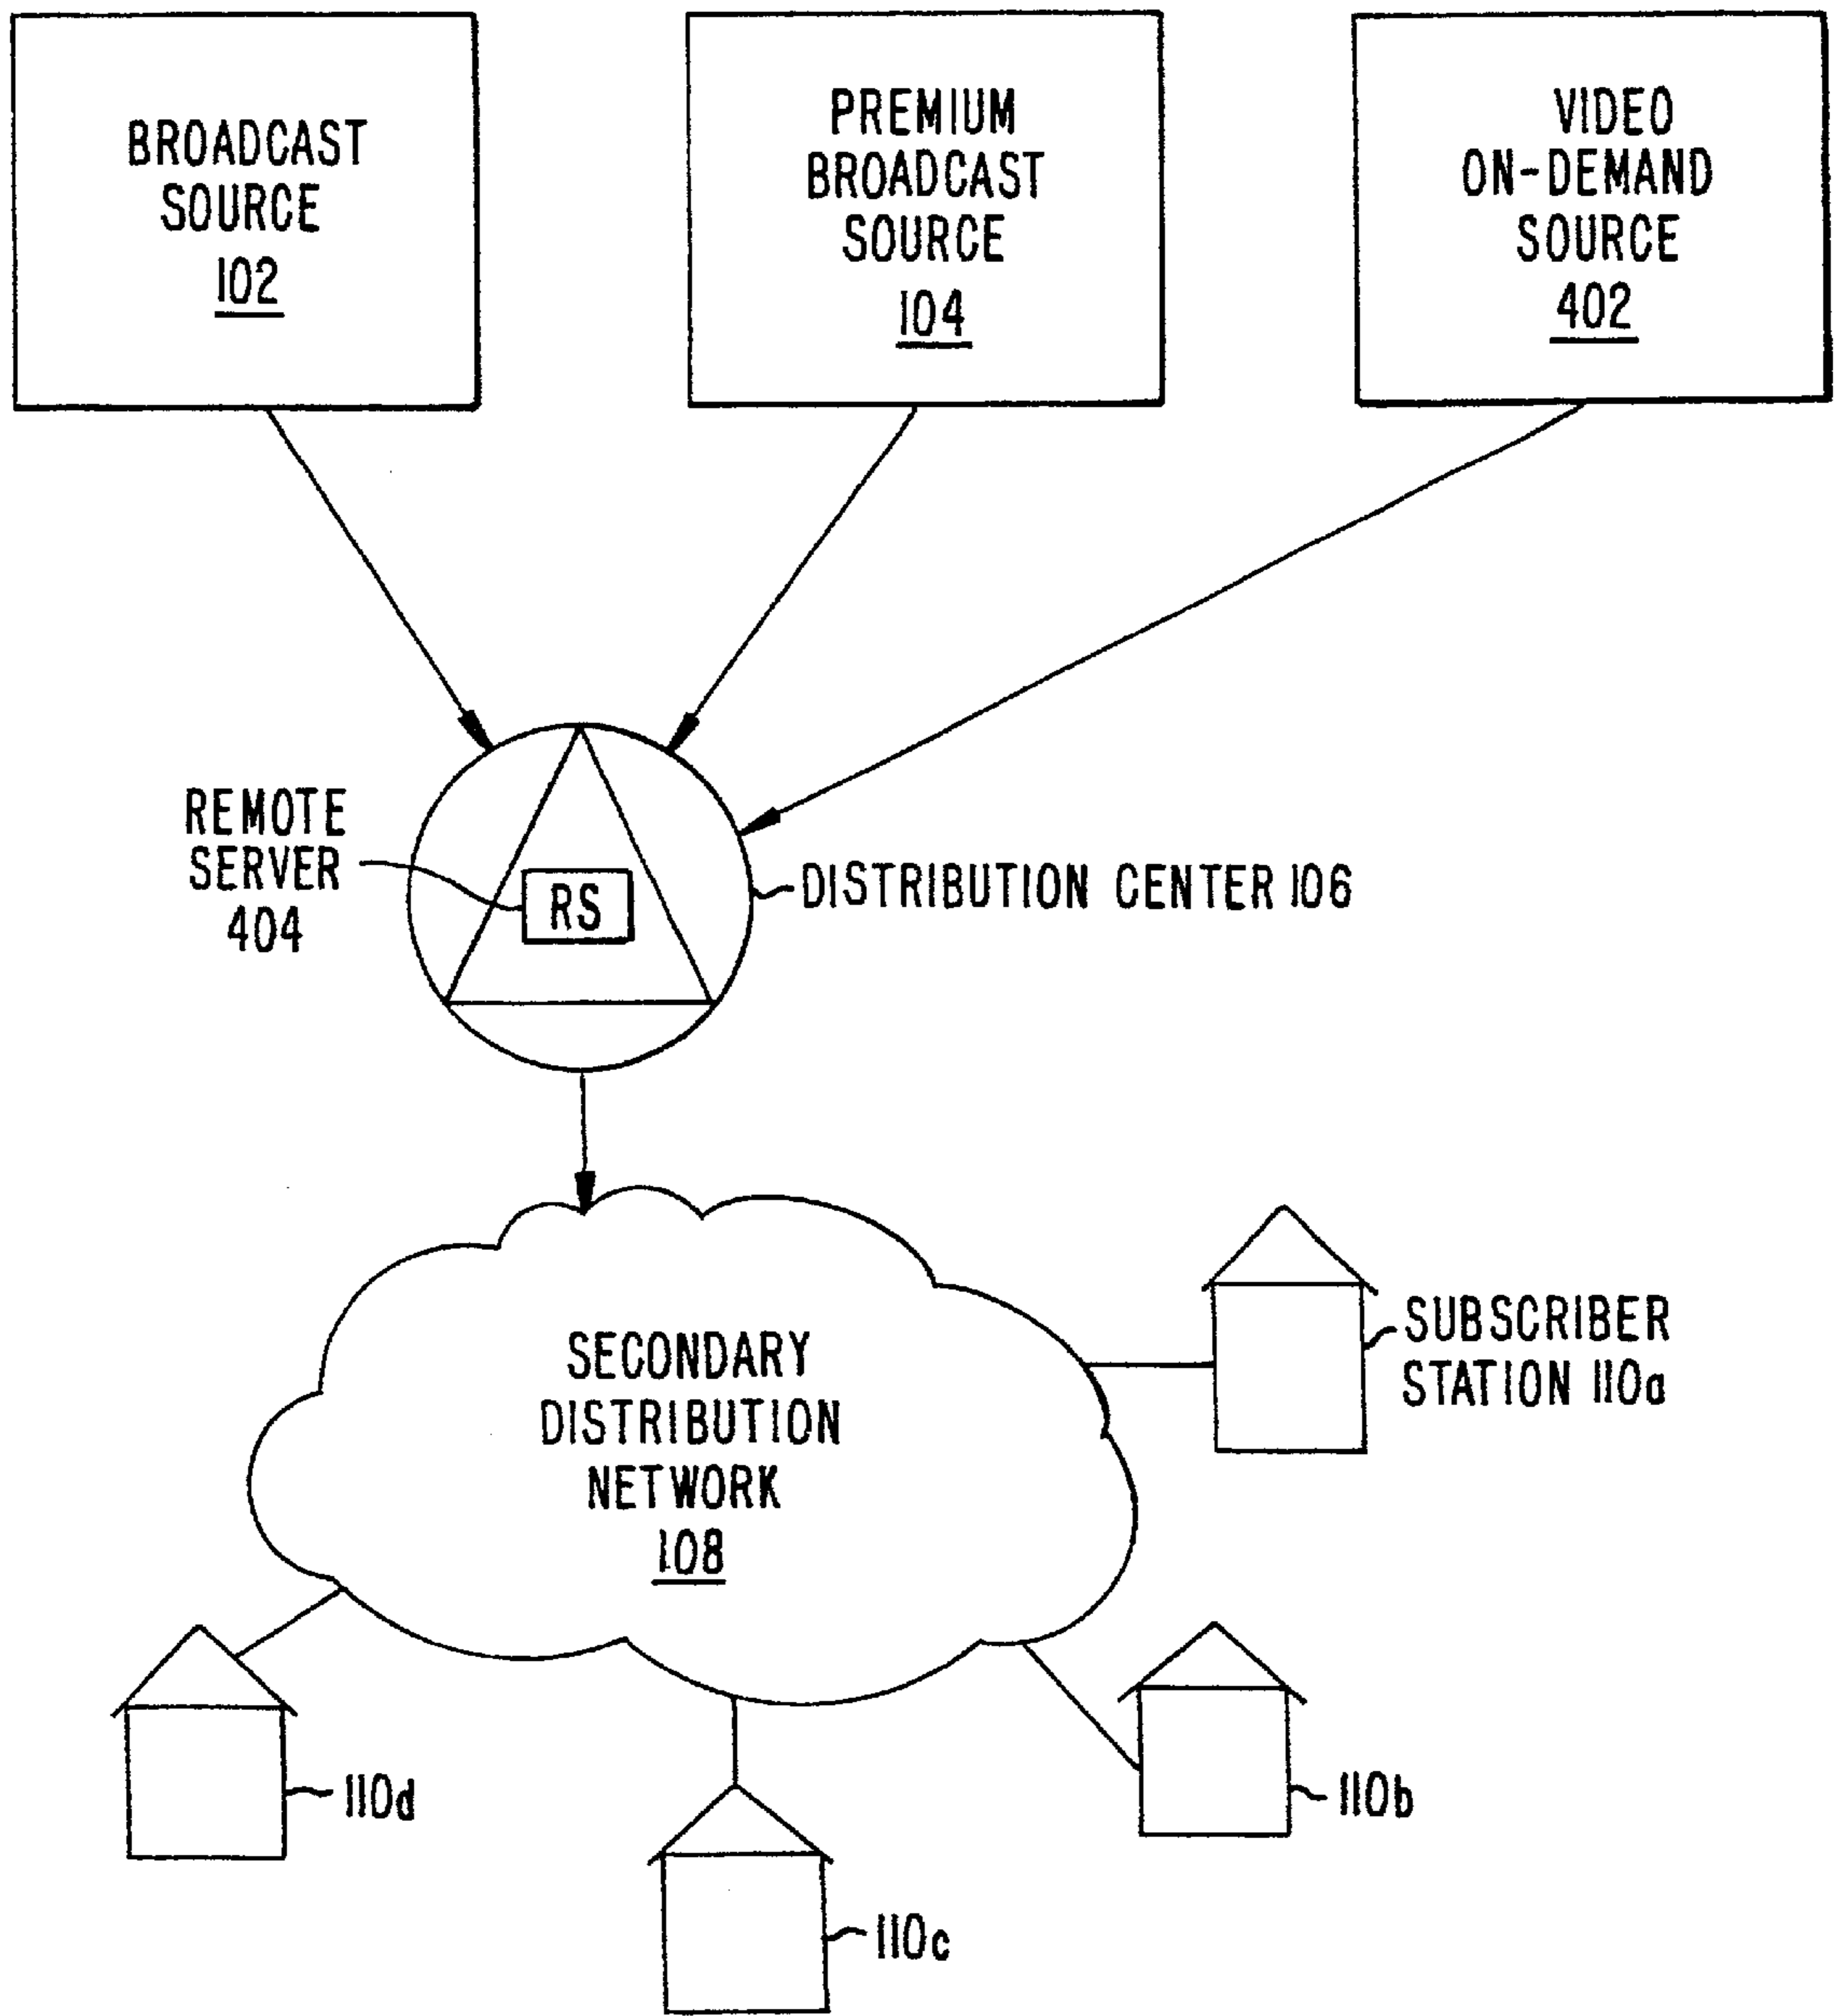 BROADCAST
SOURCE
102
PREMIUM
BROADCAST
SOURCE
104
VIDEO
ON-DEMAND
SOURCE
402
REMOTE
SERVER
404
RS
DISTRIBUTION CENTER 106
SECONDARY
DISTRIBUTION
NETWORK
108
SUBSCRIBER
STATION 110a
110d
110c
110b